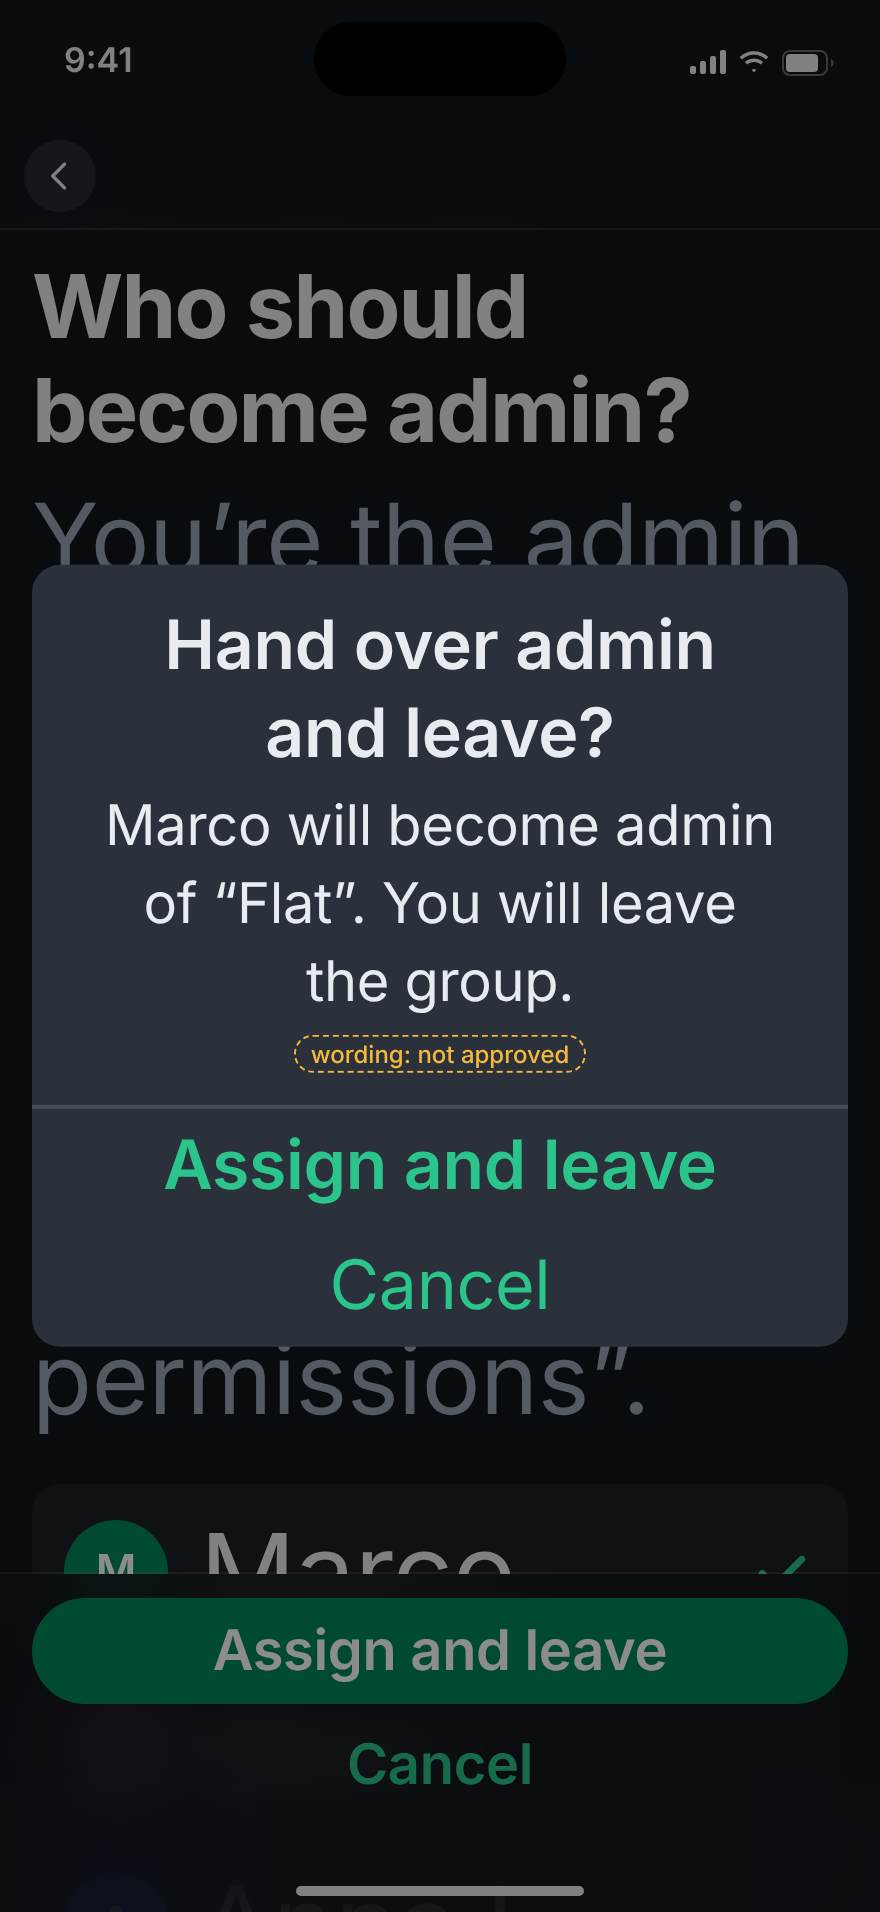 9:41
Who should
become admin?
You’re the admin
Hand over admin
and leave?
Marco will become admin
of “Flat”. You will leave
the group.
wording: not approved
Assign and leave
Cancel
permissions”.
M
Marco
Assign and leave
Cancel